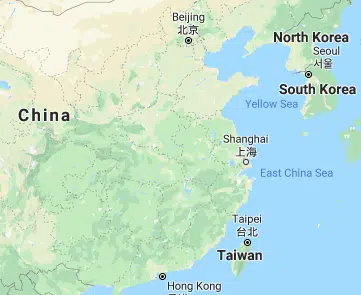 Beijing
北京
North Korea
Seoul
서울
South Korea
China
Yellow Sea
Shanghai
上海
East China Sea
Taipei
台北
Taiwan
Hong Kong